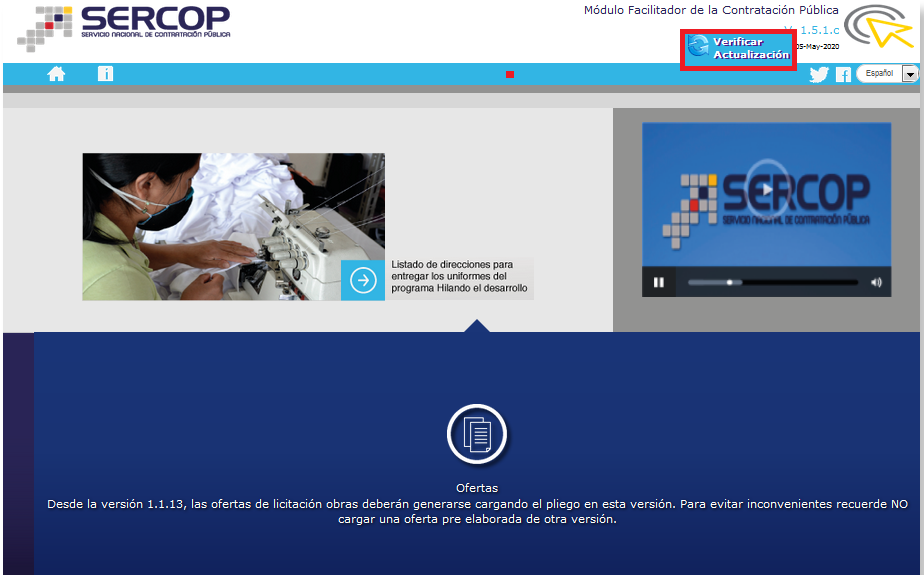 SERCOP
SERVICIO NACIONAL DE CONTRATACIÓN PÚBLICA
Módulo Facilitador de la Contratación Pública
1.5.1.c
Verificar
Actualización
05-May-2020
Español
SERCOP
SERVICIO NACIONAL DE CONTRATACIÓN PÚBLICA
Listado de direcciones para
entregar los uniformes del
programa Hilando el desarrollo
Ofertas
Desde la versión 1.1.13, las ofertas de licitación obras deberán generarse cargando el pliego en esta versión. Para evitar inconvenientes recuerde NO
cargar una oferta pre elaborada de otra versión.